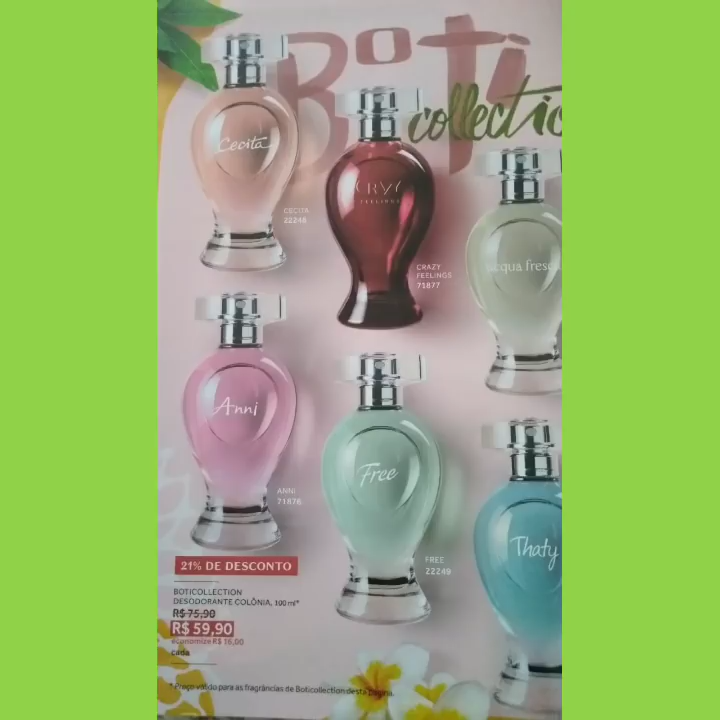 Boti
collectio
Cecita
CRAZY
FEELINGS
CECITA
22248
CRAZY
FEELINGS
71877
acqua fresc
Anni
ANNI
71876
Free
FREE
22249
Thaty
21% DE DESCONTO
BOTICOLLECTION
DESODORANTE COLÔNIA, 100 ml*
R$ 75,90
R$ 59,90
economize R$ 16,00
cada
* Preço válido para as fragrâncias de Boticollection desta página.